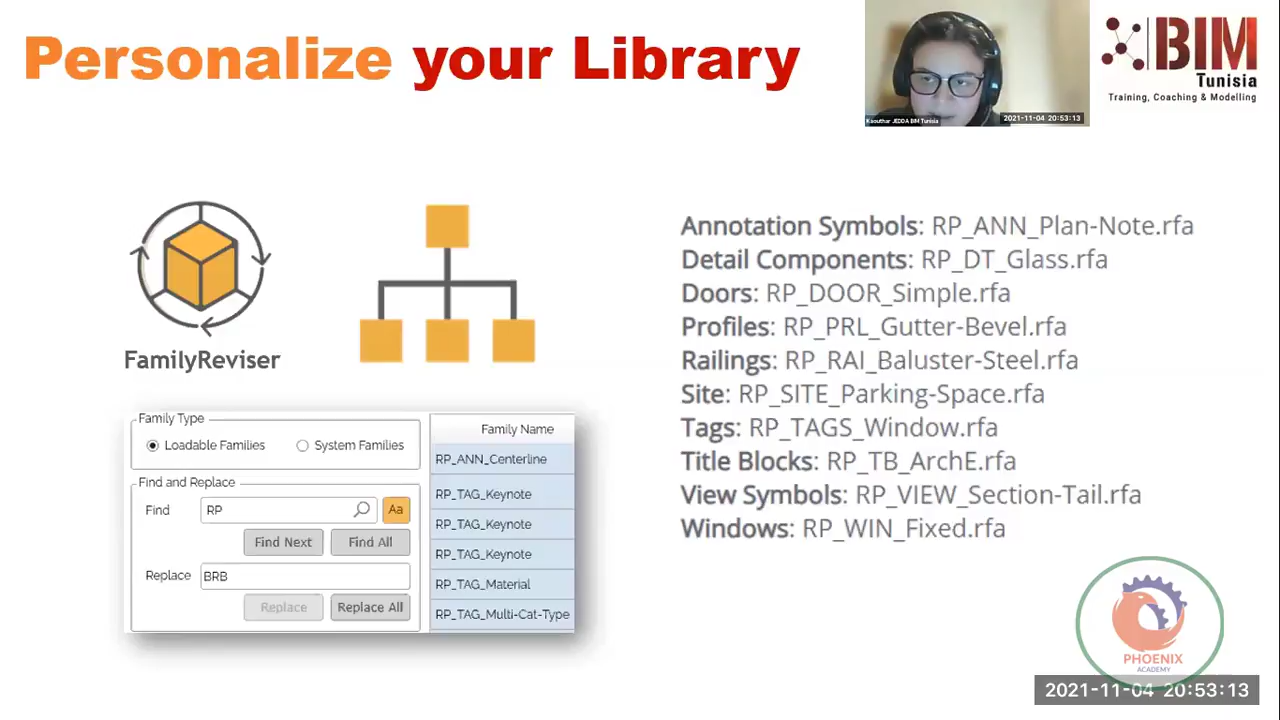 Personalize your Library
BIM
Tunisia
Training, Coaching & Modelling
Kaouthar JEDDA BIM Tunisia
2021-11-04 20:53:13
FamilyReviser
Family Type
Loadable Families
System Families
Find and Replace
Find
RP
Aa
Find Next
Find All
Replace
BRB
Replace
Replace All
Family Name
RP_ANN_Centerline
RP_TAG_Keynote
RP_TAG_Keynote
RP_TAG_Keynote
RP_TAG_Material
RP_TAG_Multi-Cat-Type
Annotation Symbols: RP_ANN_Plan-Note.rfa
Detail Components: RP_DT_Glass.rfa
Doors: RP_DOOR_Simple.rfa
Profiles: RP_PRL_Gutter-Bevel.rfa
Railings: RP_RAI_Baluster-Steel.rfa
Site: RP_SITE_Parking-Space.rfa
Tags: RP_TAGS_Window.rfa
Title Blocks: RP_TB_ArchE.rfa
View Symbols: RP_VIEW_Section-Tail.rfa
Windows: RP_WIN_Fixed.rfa
PHOENIX
ACADEMY
2021-11-04 20:53:13